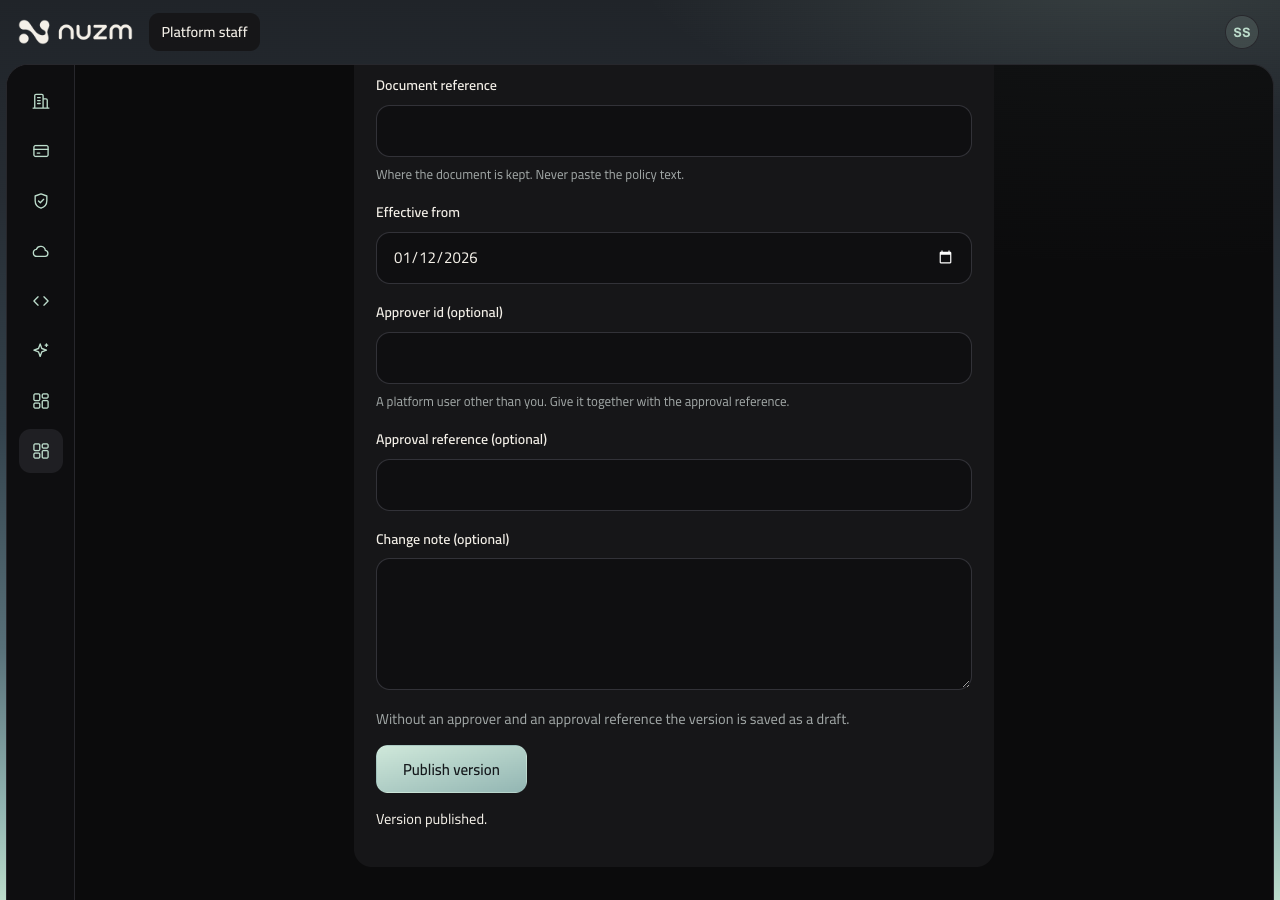 nuzm
Platform staff
SS
Document reference
Where the document is kept. Never paste the policy text.
Effective from
01/12/2026
Approver id (optional)
A platform user other than you. Give it together with the approval reference.
Approval reference (optional)
Change note (optional)
Without an approver and an approval reference the version is saved as a draft.
Publish version
Version published.